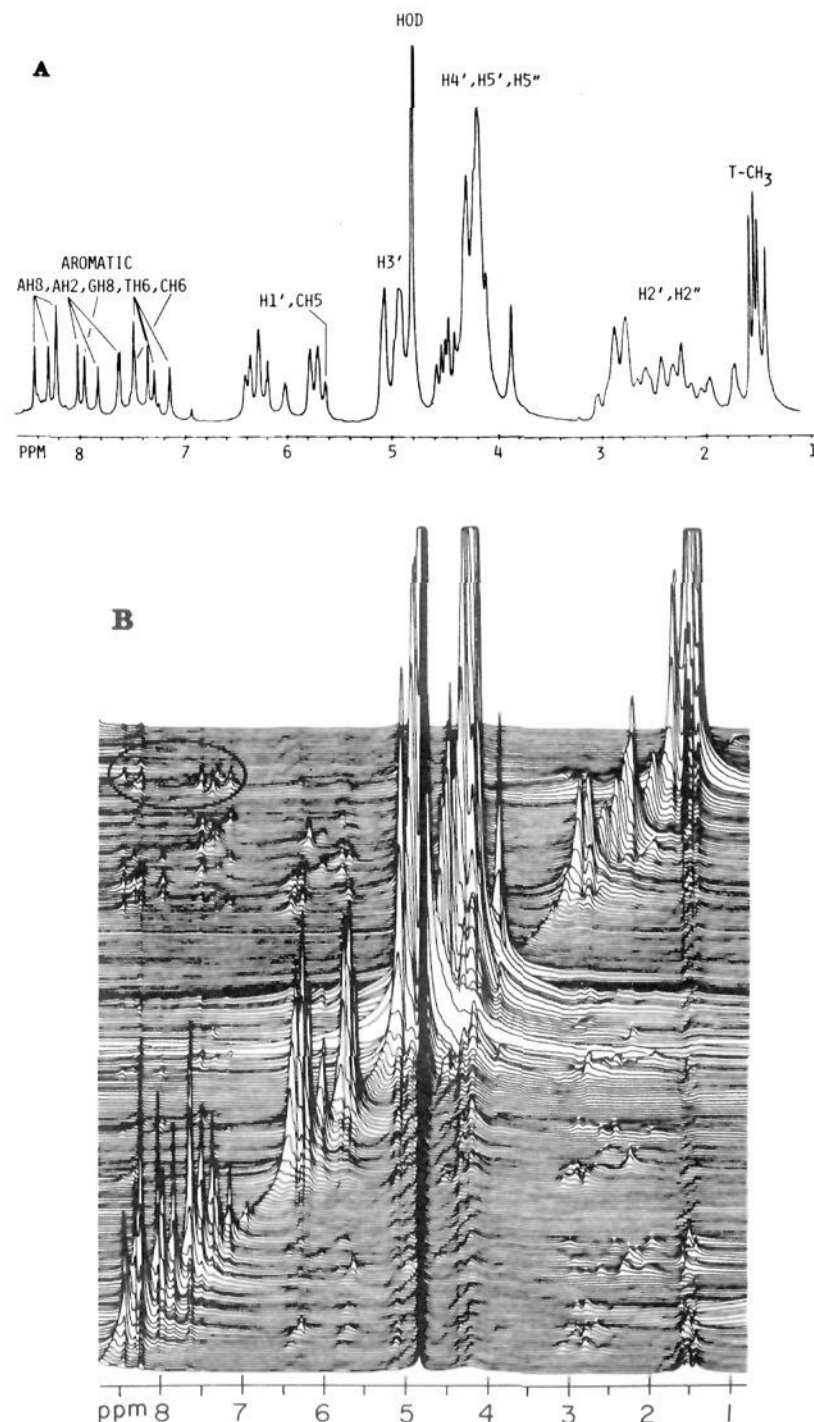 HOD
A
H4',H5',H5"
T-CH3
AROMATIC
AH8,AH2,GH8,TH6,CH6
H3'
H1',CH5
H2',H2"
PPM 8 7 6 5 4 3 2 1
B
ppm 8 7 6 5 4 3 2 1